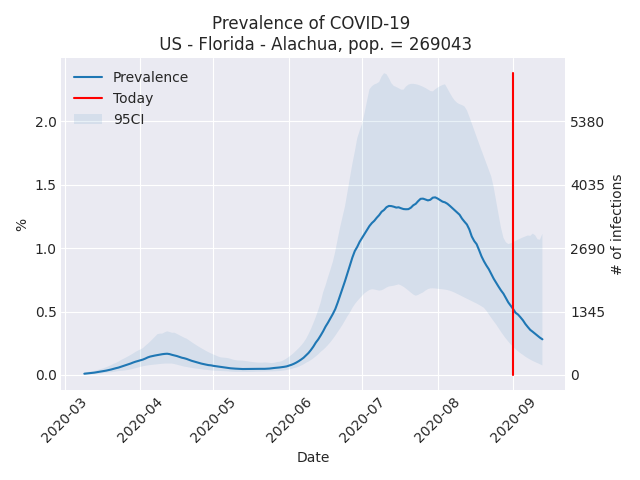 Prevalence of COVID-19
US - Florida - Alachua, pop. = 269043
Prevalence
Today
95CI
2.0
1.5
1.0
0.5
0.0
%
5380
4035
2690
1345
0
# of infections
2020-03
2020-04
2020-05
2020-06
2020-07
2020-08
2020-09
Date